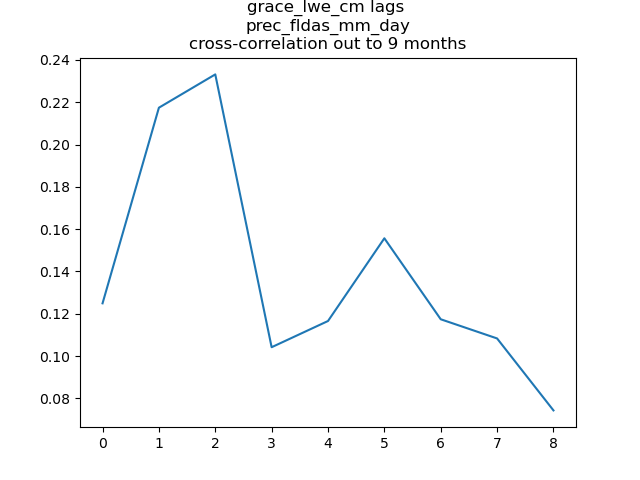 grace_lwe_cm lags
prec_fldas_mm_day
cross-correlation out to 9 months
0.24
0.22
0.20
0.18
0.16
0.14
0.12
0.10
0.08
0 1 2 3 4 5 6 7 8